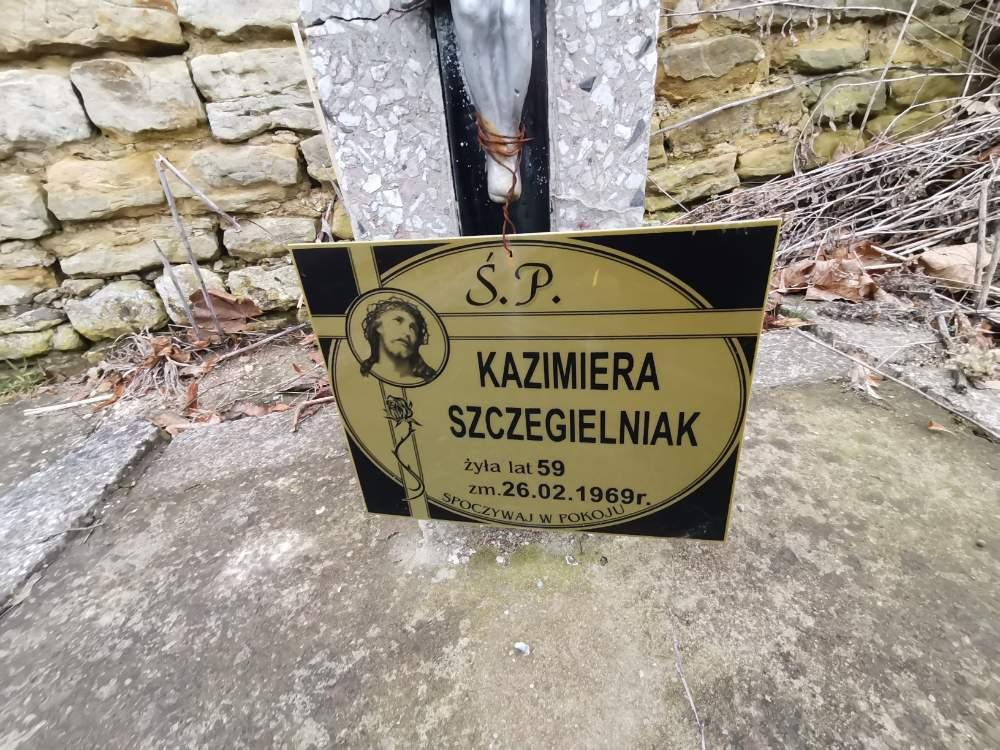 Ś.P.
KAZIMIERA
SZCZEGIELNIAK
żyła lat 59
zm. 26.02.1969r.
SPOCZYWAJ W POKOJU